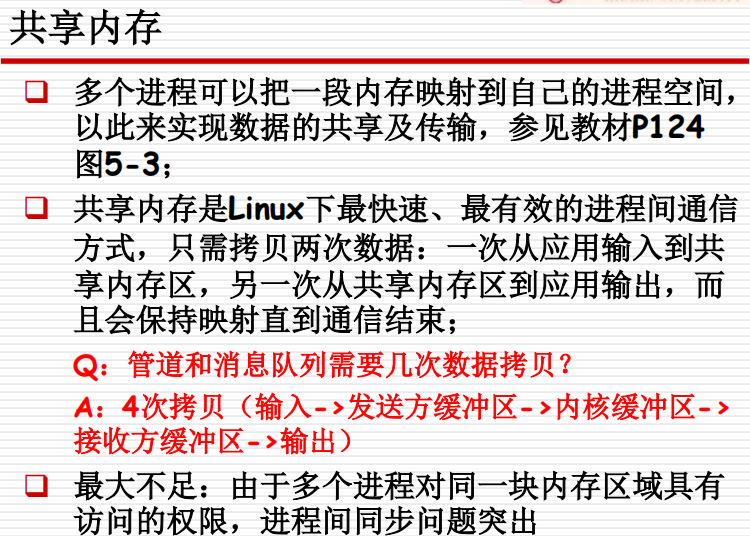 共享内存
多个进程可以把一段内存映射到自己的进程空间，
以此来实现数据的共享及传输，参见教材P124
图5-3；
共享内存是Linux下最快速、最有效的进程间通信
方式，只需拷贝两次数据：一次从应用输入到共
享内存区，另一次从共享内存区到应用输出，而
且会保持映射直到通信结束；
Q：管道和消息队列需要几次数据拷贝？
A：4次拷贝（输入->发送方缓冲区->内核缓冲区->
接收方缓冲区->输出）
最大不足：由于多个进程对同一块内存区域具有
访问的权限，进程间同步问题突出